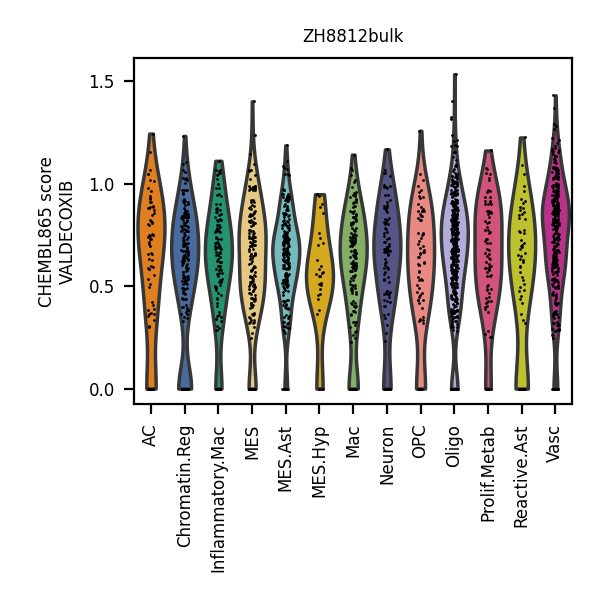 ZH8812bulk
CHEMBL865 score
VALDECOXIB
1.5
1.0
0.5
0.0
AC
Chromatin.Reg
Inflammatory.Mac
MES
MES.Ast
MES.Hyp
Mac
Neuron
OPC
Oligo
Prolif.Metab
Reactive.Ast
Vasc